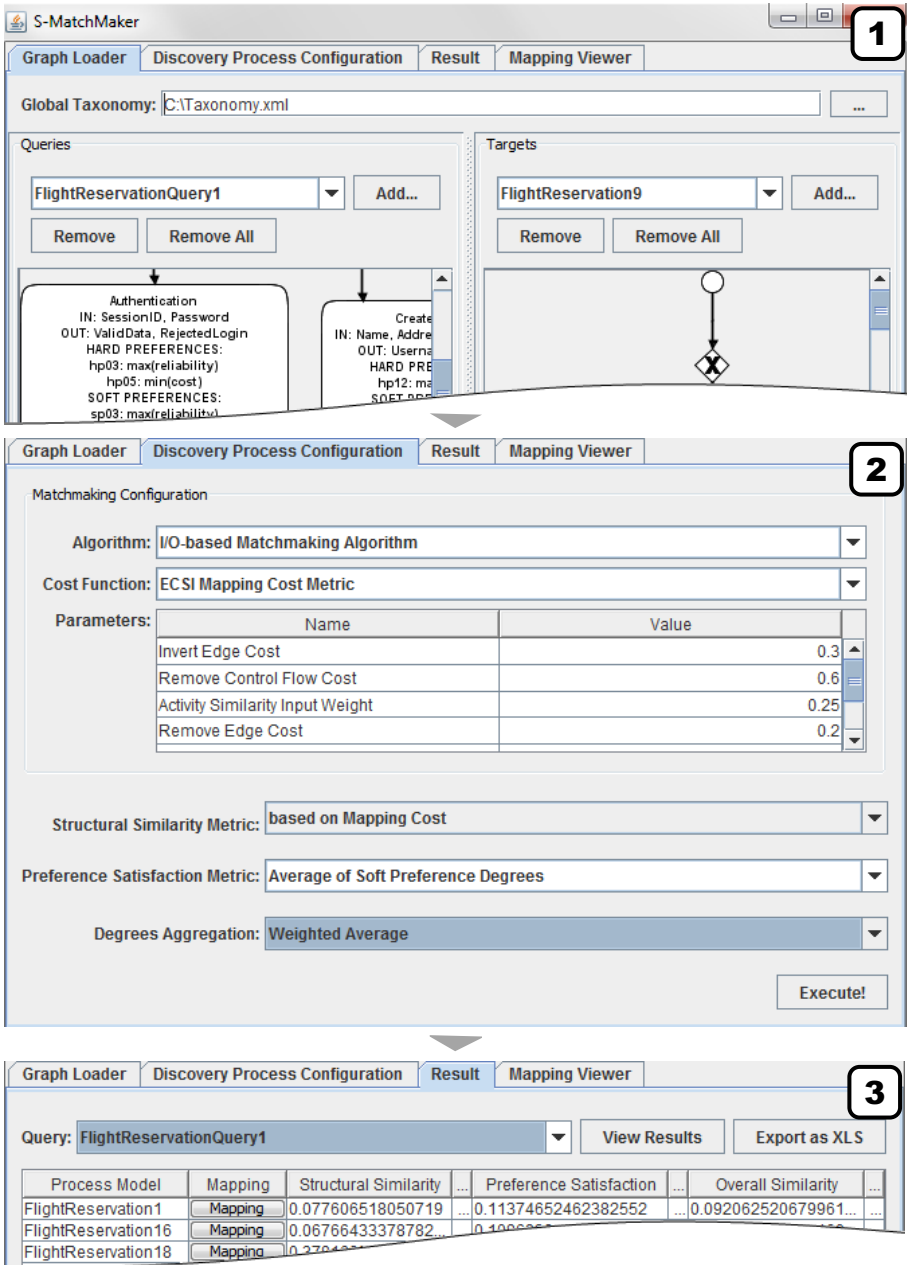 S-MatchMaker
1
Graph Loader Discovery Process Configuration Result Mapping Viewer
Global Taxonomy: C:\Taxonomy.xml ...
Queries
FlightReservationQuery1 Add...
Remove Remove All
Authentication
IN: SessionID, Password
OUT: ValidData, RejectedLogin
HARD PREFERENCES:
hp03: max(reliability)
hp05: min(cost)
SOFT PREFERENCES:
sp03: max(reliability)
Create
IN: Name, Addre
OUT: Userna
HARD PRE
hp12: ma
SOFT PRE
Targets
FlightReservation9 Add...
Remove Remove All
X
Graph Loader Discovery Process Configuration Result Mapping Viewer
2
Matchmaking Configuration
Algorithm: I/O-based Matchmaking Algorithm
Cost Function: ECSI Mapping Cost Metric
Parameters: Name Value
Invert Edge Cost 0.3
Remove Control Flow Cost 0.6
Activity Similarity Input Weight 0.25
Remove Edge Cost 0.2
Structural Similarity Metric: based on Mapping Cost
Preference Satisfaction Metric: Average of Soft Preference Degrees
Degrees Aggregation: Weighted Average
Execute!
Graph Loader Discovery Process Configuration Result Mapping Viewer
3
Query: FlightReservationQuery1 View Results Export as XLS
Process Model Mapping Structural Similarity ... Preference Satisfaction ... Overall Similarity ...
FlightReservation1 Mapping 0.077606518050719 ... 0.11374652462382552 ... 0.092062520679961...
FlightReservation16 Mapping 0.06766433378782...
FlightReservation18 Mapping